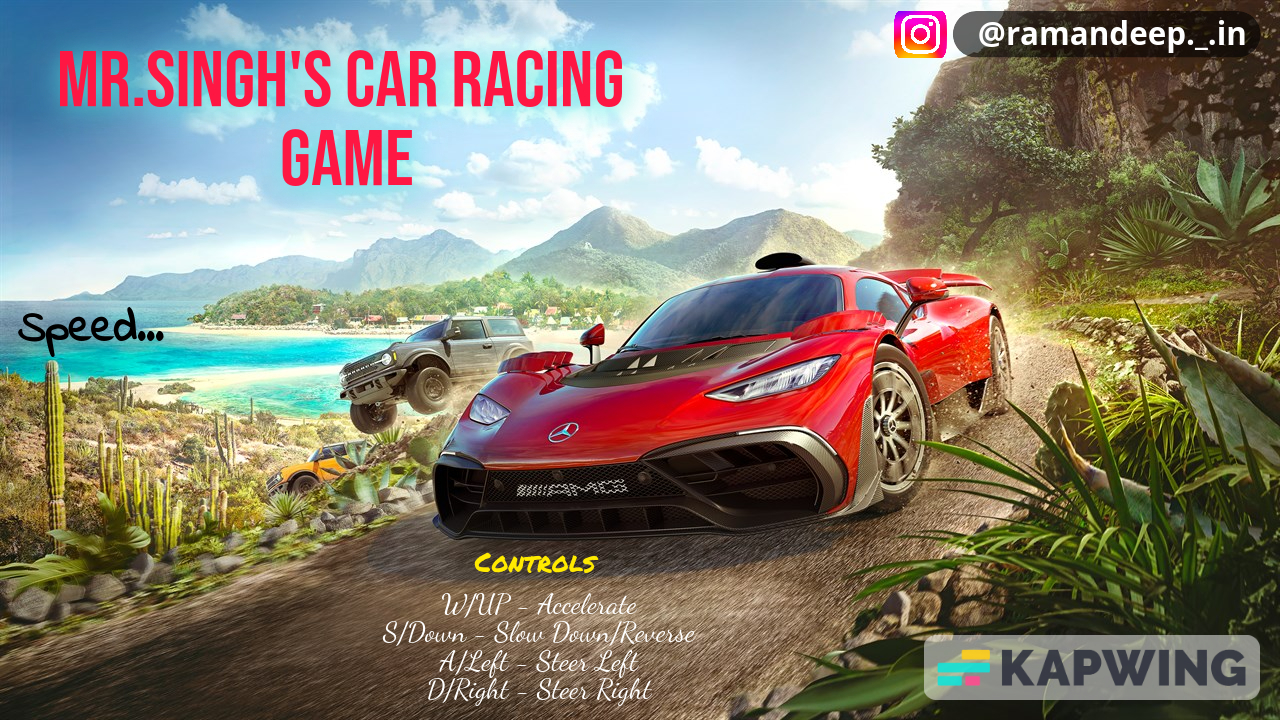 @ramandeep._.in
MR.SINGH'S CAR RACING
GAME
Speed...
AMG
Controls
W/UP - Accelerate
S/Down - Slow Down/Reverse
A/Left - Steer Left
D/Right - Steer Right
KAPWING